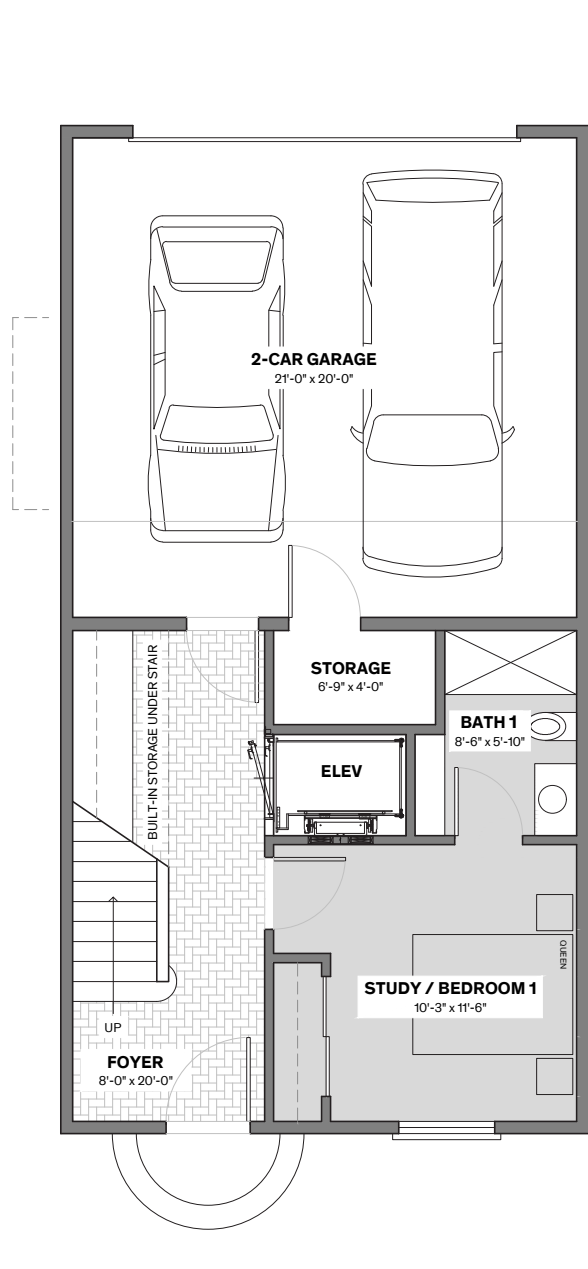 2-CAR GARAGE
21'-0" x 20'-0"
BUILT-IN STORAGE UNDER STAIR
STORAGE
6'-9" x 4'-0"
BATH 1
8'-6" x 5'-10"
ELEV
QUEEN
STUDY / BEDROOM 1
10'-3" x 11'-6"
UP
FOYER
8'-0" x 20'-0"